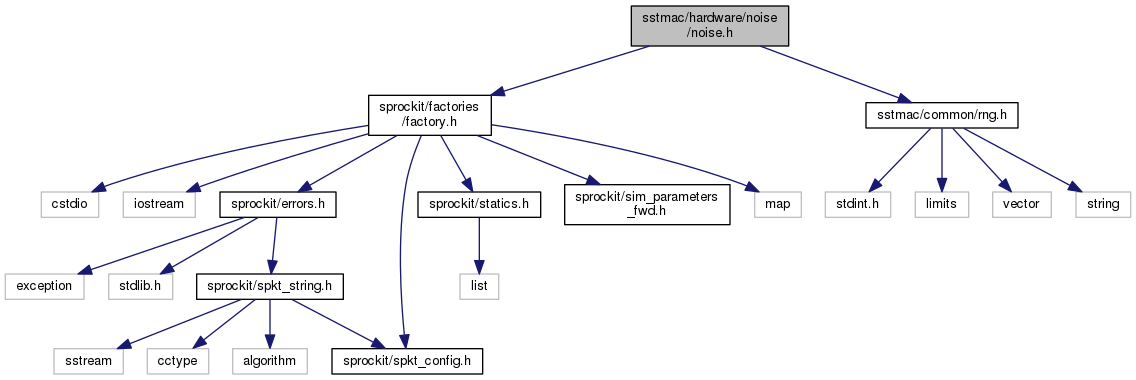 sstmac/hardware/noise
/noise.h
sprockit/factories
/factory.h
sstmac/common/rng.h
cstdio
iostream
sprockit/errors.h
sprockit/statics.h
sprockit/sim_parameters
_fwd.h
map
stdint.h
limits
vector
string
exception
stdlib.h
sprockit/spkt_string.h
list
sstream
cctype
algorithm
sprockit/spkt_config.h